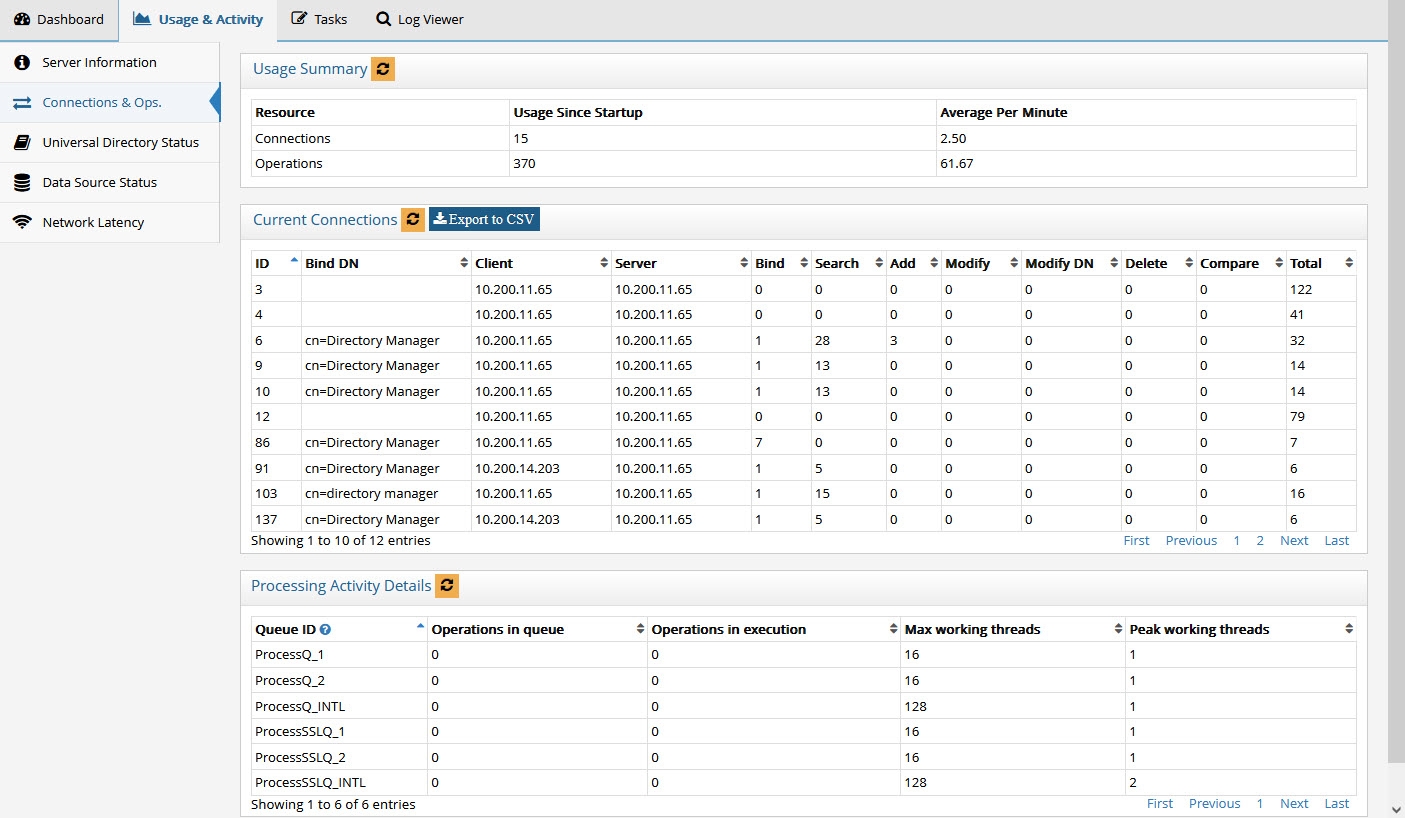 Dashboard Usage & Activity Tasks Log Viewer
Server Information
Connections & Ops.
Universal Directory Status
Data Source Status
Network Latency
Usage Summary
Resource Usage Since Startup Average Per Minute
Connections 15 2.50
Operations 370 61.67
Current Connections Export to CSV
ID Bind DN Client Server Bind Search Add Modify Modify DN Delete Compare Total
3 10.200.11.65 10.200.11.65 0 0 0 0 0 0 0 122
4 10.200.11.65 10.200.11.65 0 0 0 0 0 0 0 41
6 cn=Directory Manager 10.200.11.65 10.200.11.65 1 28 3 0 0 0 0 32
9 cn=Directory Manager 10.200.11.65 10.200.11.65 1 13 0 0 0 0 0 14
10 cn=Directory Manager 10.200.11.65 10.200.11.65 1 13 0 0 0 0 0 14
12 10.200.11.65 10.200.11.65 0 0 0 0 0 0 0 79
86 cn=Directory Manager 10.200.11.65 10.200.11.65 7 0 0 0 0 0 0 7
91 cn=Directory Manager 10.200.14.203 10.200.11.65 1 5 0 0 0 0 0 6
103 cn=directory manager 10.200.11.65 10.200.11.65 1 15 0 0 0 0 0 16
137 cn=Directory Manager 10.200.14.203 10.200.11.65 1 5 0 0 0 0 0 6
Showing 1 to 10 of 12 entries First Previous 1 2 Next Last
Processing Activity Details
Queue ID ? Operations in queue Operations in execution Max working threads Peak working threads
ProcessQ_1 0 0 16 1
ProcessQ_2 0 0 16 1
ProcessQ_INTL 0 0 128 1
ProcessSSLQ_1 0 0 16 1
ProcessSSLQ_2 0 0 16 1
ProcessSSLQ_INTL 0 0 128 2
Showing 1 to 6 of 6 entries First Previous 1 Next Last